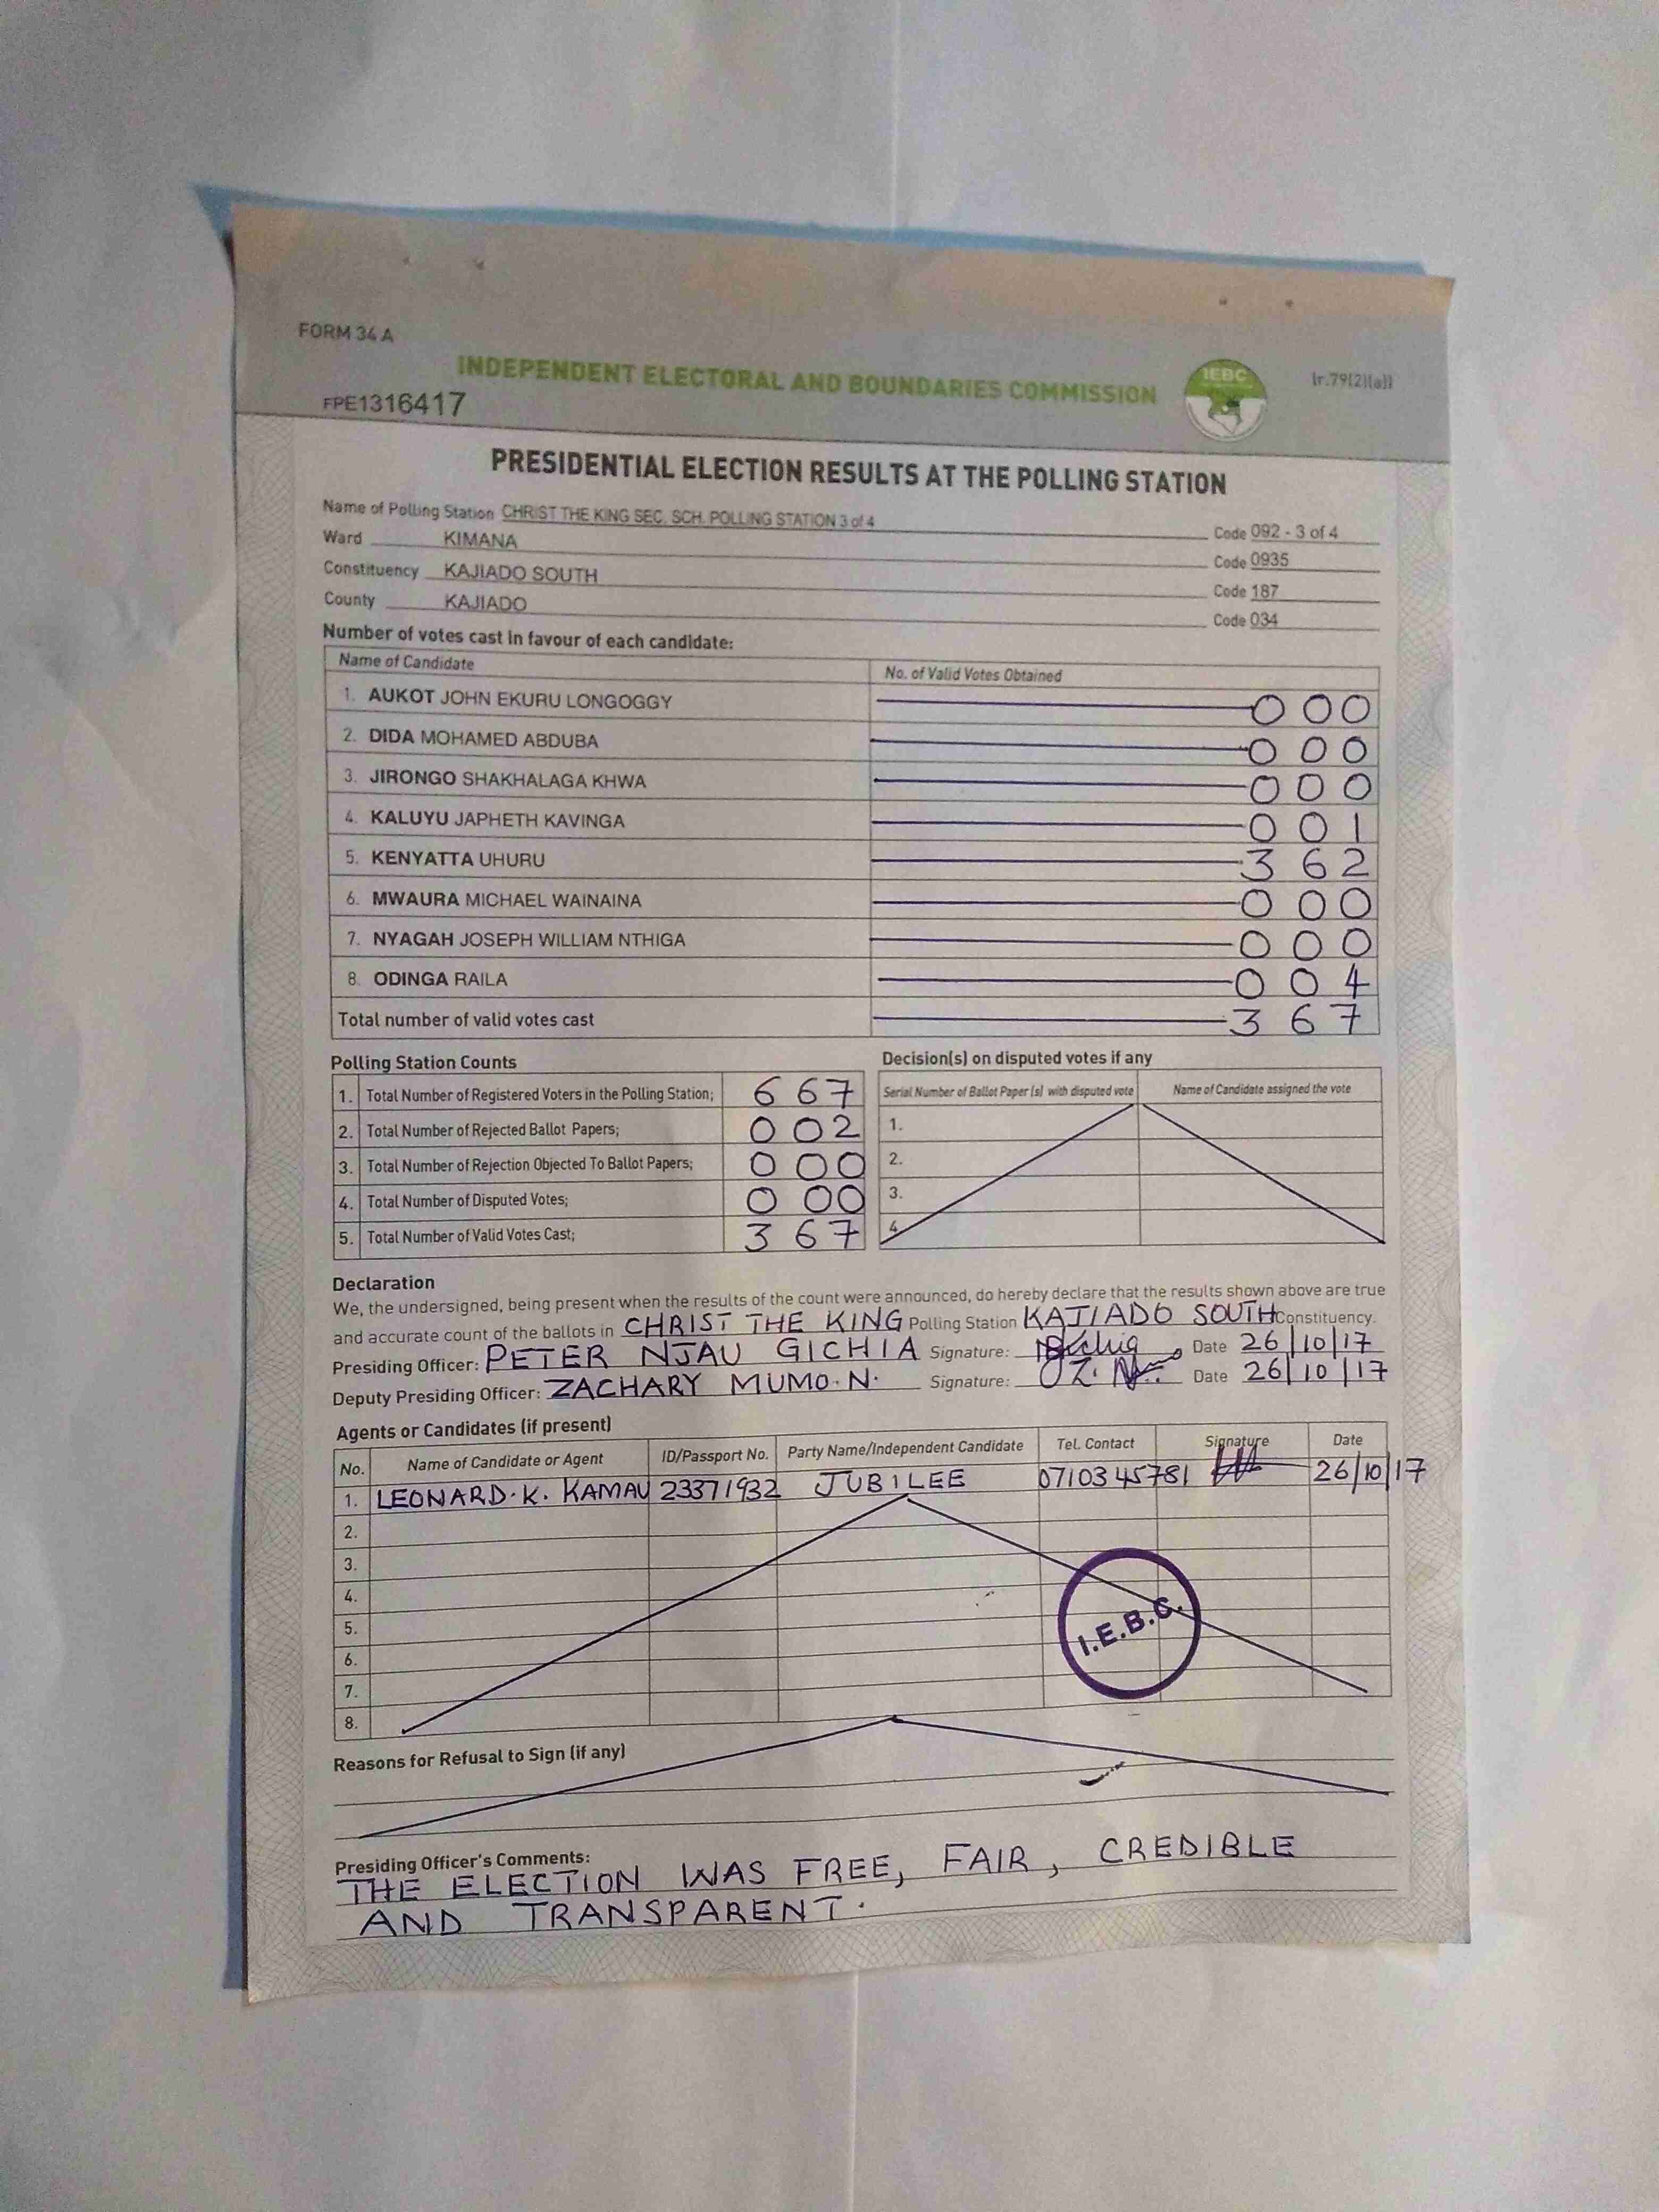 FORM 34 A
INDEPENDENT ELECTORAL AND BOUNDARIES COMMISSION
IEBC
(r.79(2)(a))
FPE1316417
PRESIDENTIAL ELECTION RESULTS AT THE POLLING STATION
Name of Polling Station CHRIST THE KING SEC. SCH. POLLING STATION 3 of 4 Code 092 - 3 of 4
Ward KIMANA Code 0935
Constituency KAJIADO SOUTH Code 187
County KAJIADO Code 034
Number of votes cast in favour of each candidate:
Name of Candidate No. of Valid Votes Obtained
1. AUKOT JOHN EKURU LONGOGGY 000
2. DIDA MOHAMED ABDUBA 000
3. JIRONGO SHAKHALAGA KHWA 000
4. KALUYU JAPHETH KAVINGA 001
5. KENYATTA UHURU 362
6. MWAURA MICHAEL WAINAINA 000
7. NYAGAH JOSEPH WILLIAM NTHIGA 000
8. ODINGA RAILA 004
Total number of valid votes cast 367
Polling Station Counts
1. Total Number of Registered Voters in the Polling Station; 667
2. Total Number of Rejected Ballot Papers; 002
3. Total Number of Rejection Objected To Ballot Papers; 000
4. Total Number of Disputed Votes; 000
5. Total Number of Valid Votes Cast; 367
Decision(s) on disputed votes if any
Serial Number of Ballot Paper (s) with disputed vote Name of Candidate assigned the vote
1.
2.
3.
4.
Declaration
We, the undersigned, being present when the results of the count were announced, do hereby declare that the results shown above are true
and accurate count of the ballots in CHRIST THE KING Polling Station KAJIADO SOUTH Constituency.
Presiding Officer: PETER NJAU GICHIA Signature: Date 26/10/17
Deputy Presiding Officer: ZACHARY MUMO.N. Signature: Date 26/10/17
Agents or Candidates (if present)
No. Name of Candidate or Agent ID/Passport No. Party Name/Independent Candidate Tel. Contact Signature Date
1. LEONARD.K. KAMAU 23371932 JUBILEE 0710345781 26/10/17
2.
3.
4.
5.
6.
7.
8.
I.E.B.C.
Reasons for Refusal to Sign (if any)
Presiding Officer's Comments:
THE ELECTION WAS FREE, FAIR, CREDIBLE
AND TRANSPARENT.